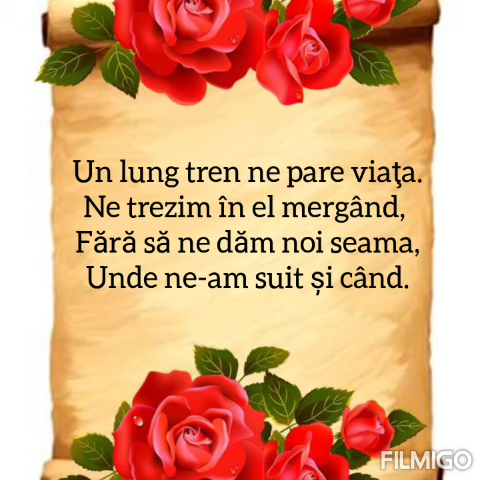 Un lung tren ne pare viaţa.
Ne trezim în el mergând,
Fără să ne dăm noi seama,
Unde ne-am suit și când.
FILMIGO